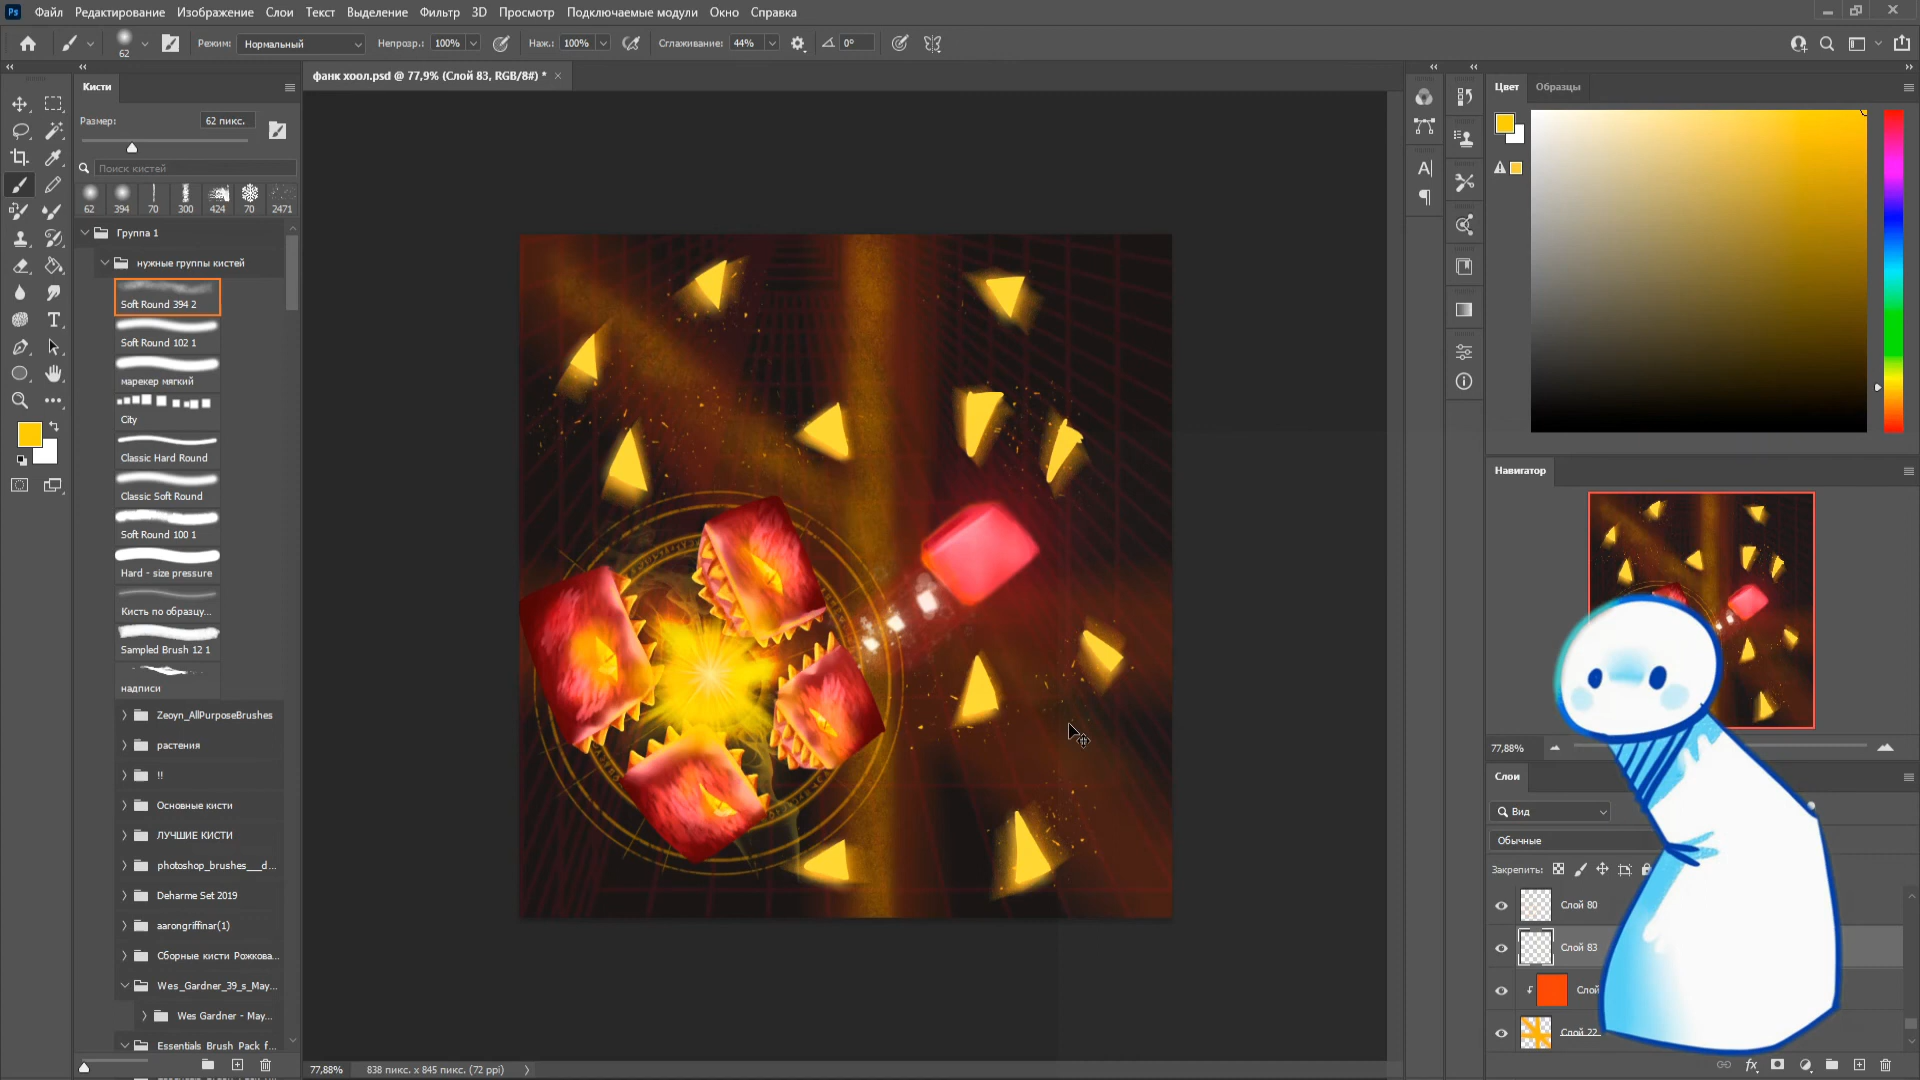 Ps Файл Редактирование Изображение Слои Текст Выделение Фильтр 3D Просмотр Подключаемые модули Окно Справка
62 Режим: Нормальный Непрозр.: 100% Наж.: 100% Сглаживание: 44% 0°
фанк хоол.psd @ 77,9% (Слой 83, RGB/8#) *
Кисти
Размер: 62 пикс.
Поиск кистей
62 394 70 300 424 70 2471
Группа 1
нужные группы кистей
Soft Round 394 2
Soft Round 102 1
марекер мягкий
City
Classic Hard Round
Classic Soft Round
Soft Round 100 1
Hard - size pressure
Кисть по образцу...
Sampled Brush 12 1
надписи
Zeoyn_AllPurposeBrushes
растения
!!
Основные кисти
ЛУЧШИЕ КИСТИ
photoshop_brushes___d...
Deharme Set 2019
aarongriffinar(1)
Сборные кисти Рожкова...
Wes_Gardner_39_s_May...
Wes Gardner - May...
Essentials Brush Pack f...
77,88% 838 пикс. x 845 пикс. (72 ppi)
Цвет Образцы
Навигатор
77,88%
Слои
Вид
Обычные
Закрепить:
Слой 80
Слой 83
Слой 22